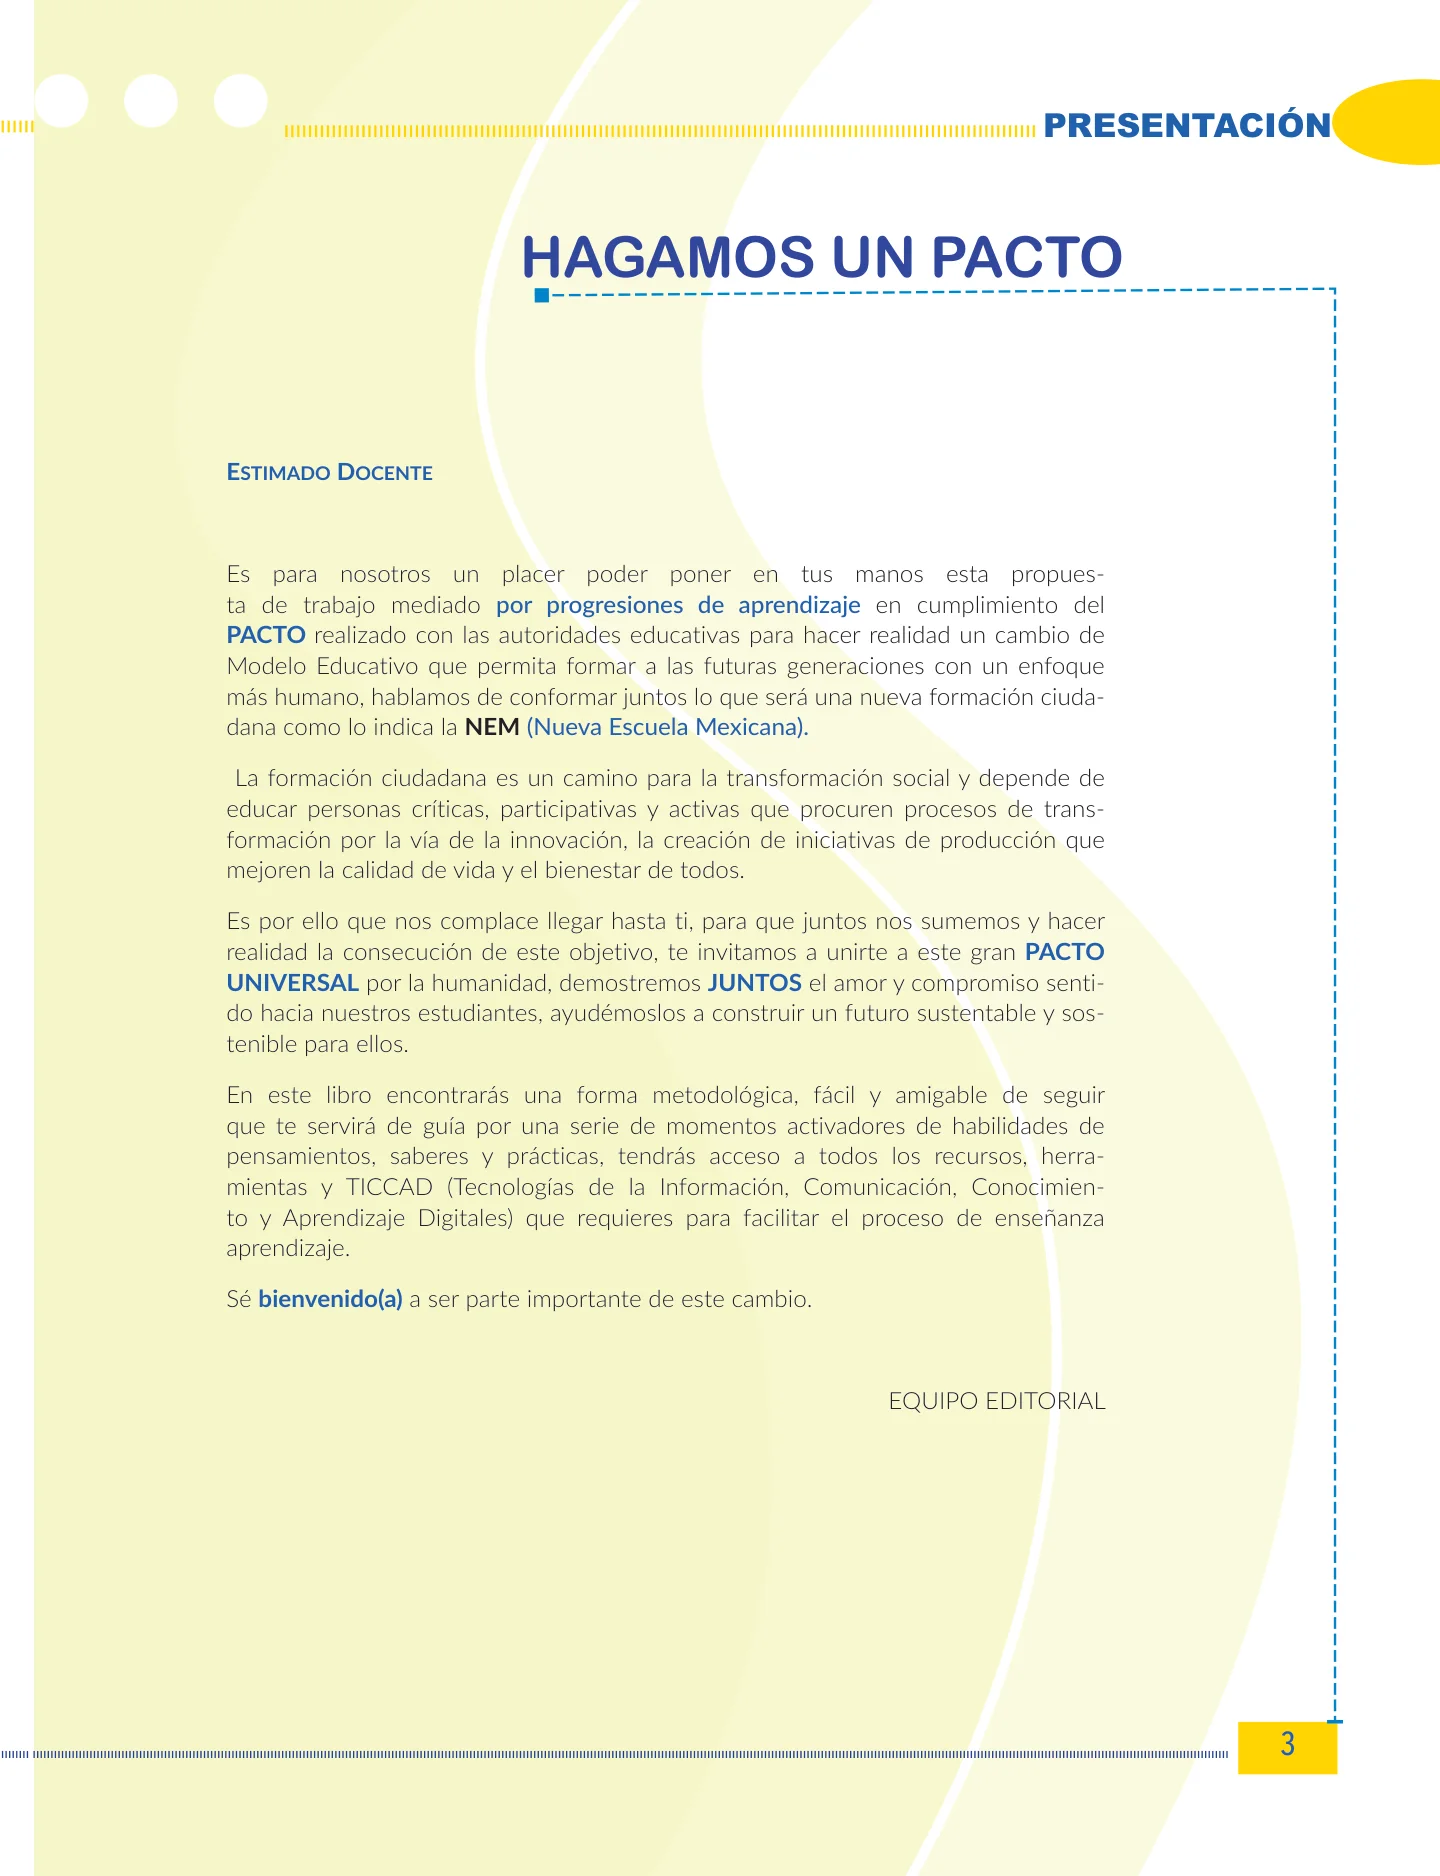 PRESENTACIÓN
HAGAMOS UN PACTO
ESTIMADO DOCENTE
Es para nosotros un placer poder poner en tus manos esta propues-
ta de trabajo mediado por progresiones de aprendizaje en cumplimiento del
PACTO realizado con las autoridades educativas para hacer realidad un cambio de
Modelo Educativo que permita formar a las futuras generaciones con un enfoque
más humano, hablamos de conformar juntos lo que será una nueva formación ciuda-
dana como lo indica la NEM (Nueva Escuela Mexicana).
La formación ciudadana es un camino para la transformación social y depende de
educar personas críticas, participativas y activas que procuren procesos de trans-
formación por la vía de la innovación, la creación de iniciativas de producción que
mejoren la calidad de vida y el bienestar de todos.
Es por ello que nos complace llegar hasta ti, para que juntos nos sumemos y hacer
realidad la consecución de este objetivo, te invitamos a unirte a este gran PACTO
UNIVERSAL por la humanidad, demostremos JUNTOS el amor y compromiso senti-
do hacia nuestros estudiantes, ayudémoslos a construir un futuro sustentable y sos-
tenible para ellos.
En este libro encontrarás una forma metodológica, fácil y amigable de seguir
que te servirá de guía por una serie de momentos activadores de habilidades de
pensamientos, saberes y prácticas, tendrás acceso a todos los recursos, herra-
mientas y TICCAD (Tecnologías de la Información, Comunicación, Conocimien-
to y Aprendizaje Digitales) que requieres para facilitar el proceso de enseñanza
aprendizaje.
Sé bienvenido(a) a ser parte importante de este cambio.
EQUIPO EDITORIAL
3